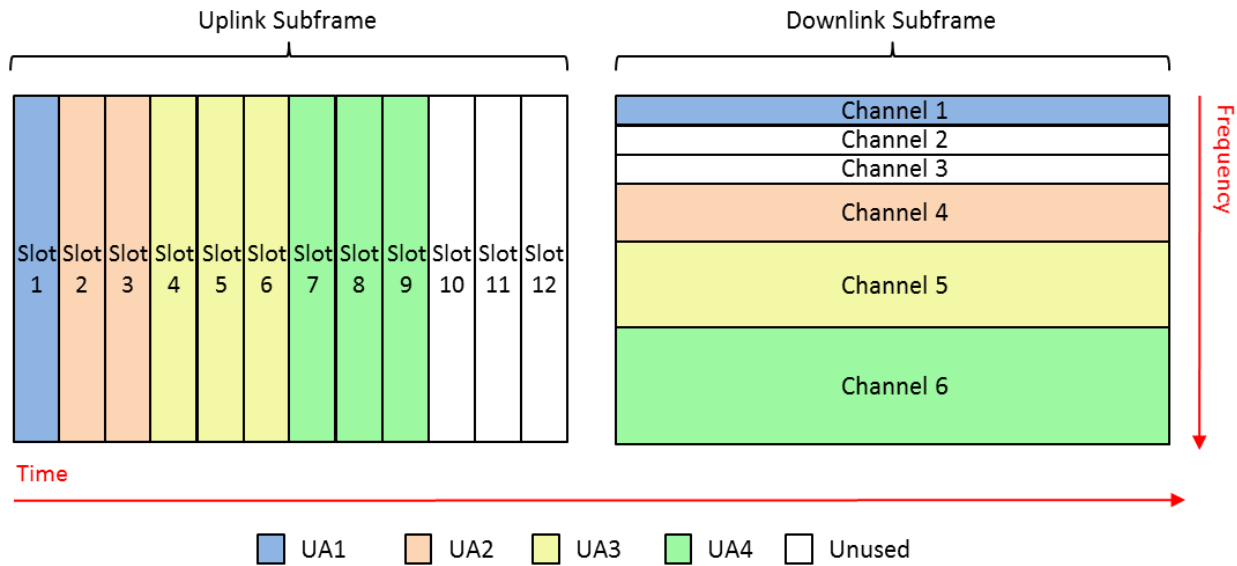 Uplink Subframe
Downlink Subframe
Slot 1
Slot 2
Slot 3
Slot 4
Slot 5
Slot 6
Slot 7
Slot 8
Slot 9
Slot 10
Slot 11
Slot 12
Channel 1
Channel 2
Channel 3
Channel 4
Channel 5
Channel 6
Frequency
Time
UA1
UA2
UA3
UA4
Unused